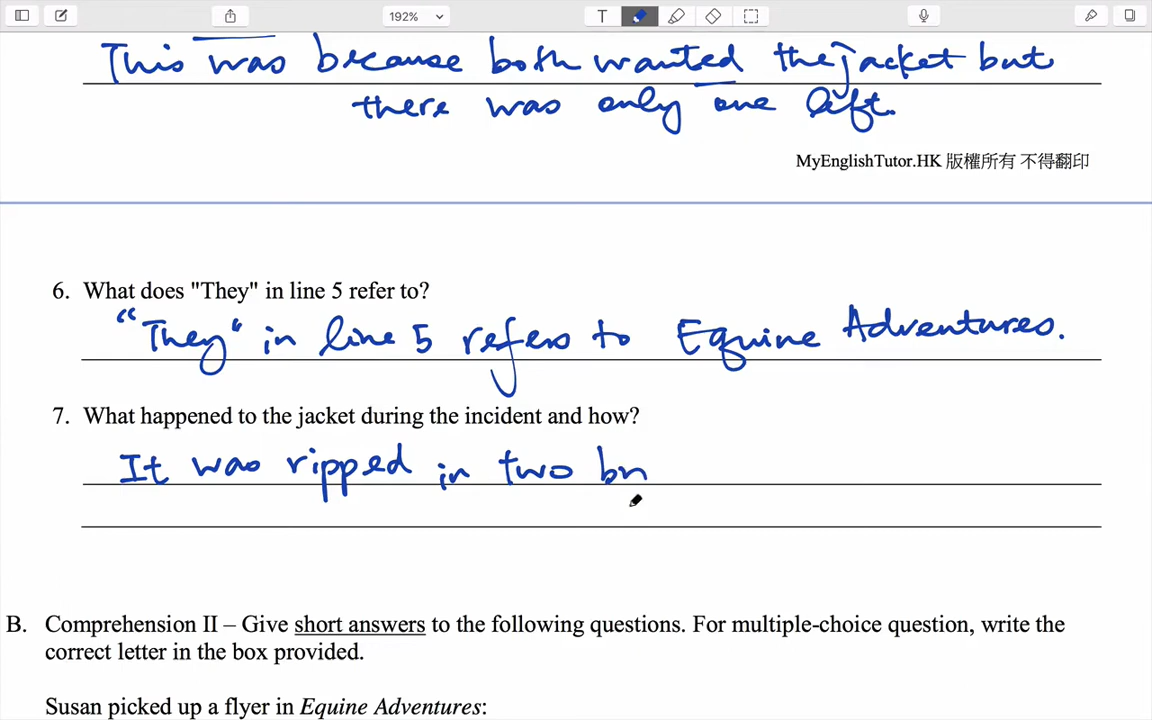 192%
This was because both wanted the jacket but
there was only one left.
MyEnglishTutor.HK 版權所有 不得翻印
6. What does "They" in line 5 refer to?
"They" in line 5 refers to Equine Adventures.
7. What happened to the jacket during the incident and how?
It was ripped in two
B. Comprehension II – Give short answers to the following questions. For multiple-choice question, write the
correct letter in the box provided.
Susan picked up a flyer in Equine Adventures: